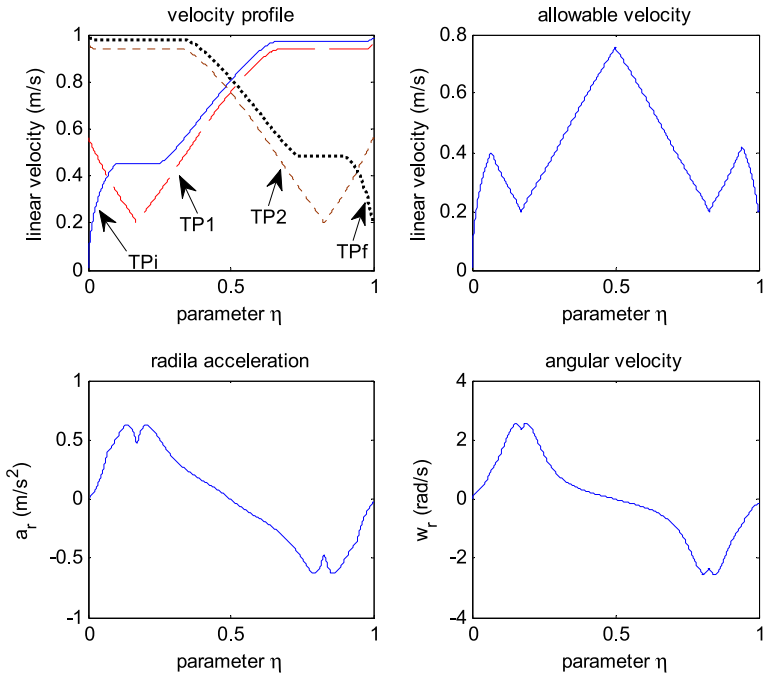 velocity profile
linear velocity (m/s)
1
0.8
0.6
0.4
0.2
0
TPi
TP1
TP2
TPf
0
0.5
1
parameter η
allowable velocity
linear velocity (m/s)
0.8
0.6
0.4
0.2
0
0
0.5
1
parameter η
radila acceleration
a_r (m/s^2)
1
0.5
0
-0.5
-1
0
0.5
1
parameter η
angular velocity
w_r (rad/s)
4
2
0
-2
-4
0
0.5
1
parameter η